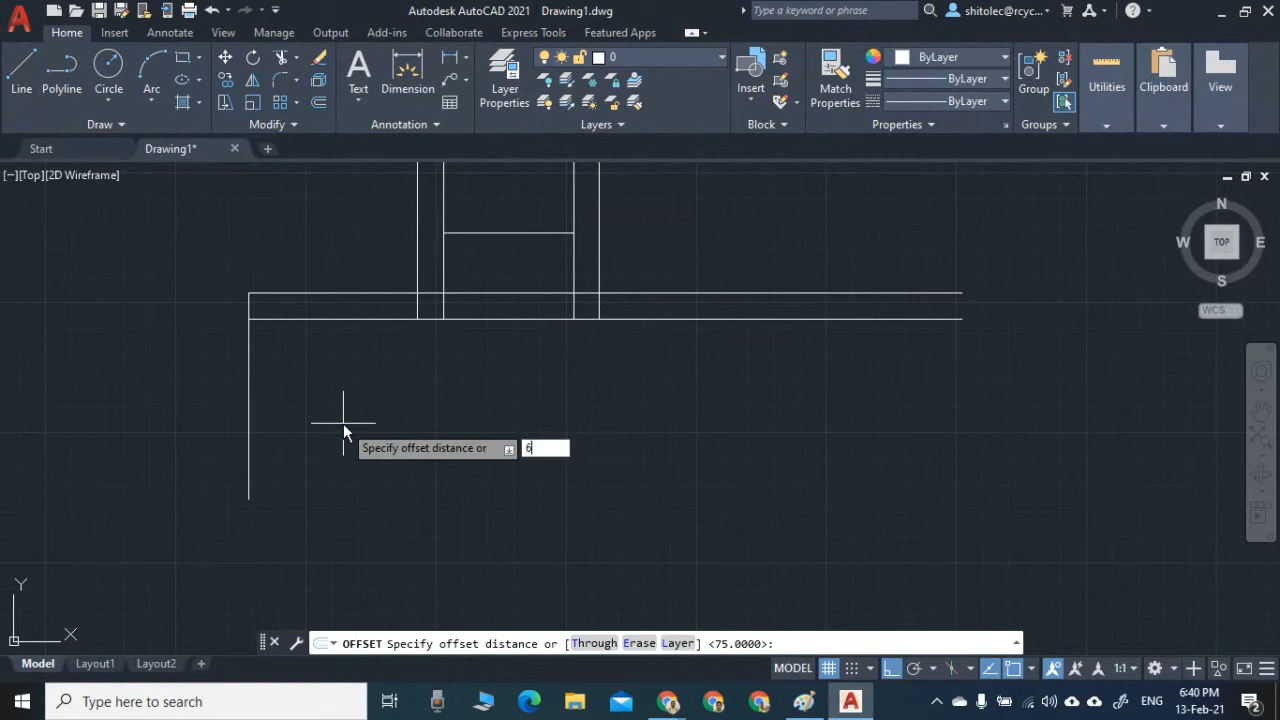 Autodesk AutoCAD 2021 Drawing1.dwg
Type a keyword or phrase
shitolec@rcyc...
Home Insert Annotate View Manage Output Add-ins Collaborate Express Tools Featured Apps
Line Polyline Circle Arc
Text Dimension
Layer Properties
0
Insert
Match Properties
ByLayer
ByLayer
ByLayer
Group
Utilities
Clipboard
View
Draw Modify Annotation Layers Block Properties Groups
Start Drawing1*
[−][Top][2D Wireframe]
N
W TOP E
S
WCS
Specify offset distance or 6
Y
X
OFFSET Specify offset distance or [Through Erase Layer] <75.0000>:
Model Layout1 Layout2
MODEL 1:1
Type here to search
ENG
6:40 PM
13-Feb-21
2